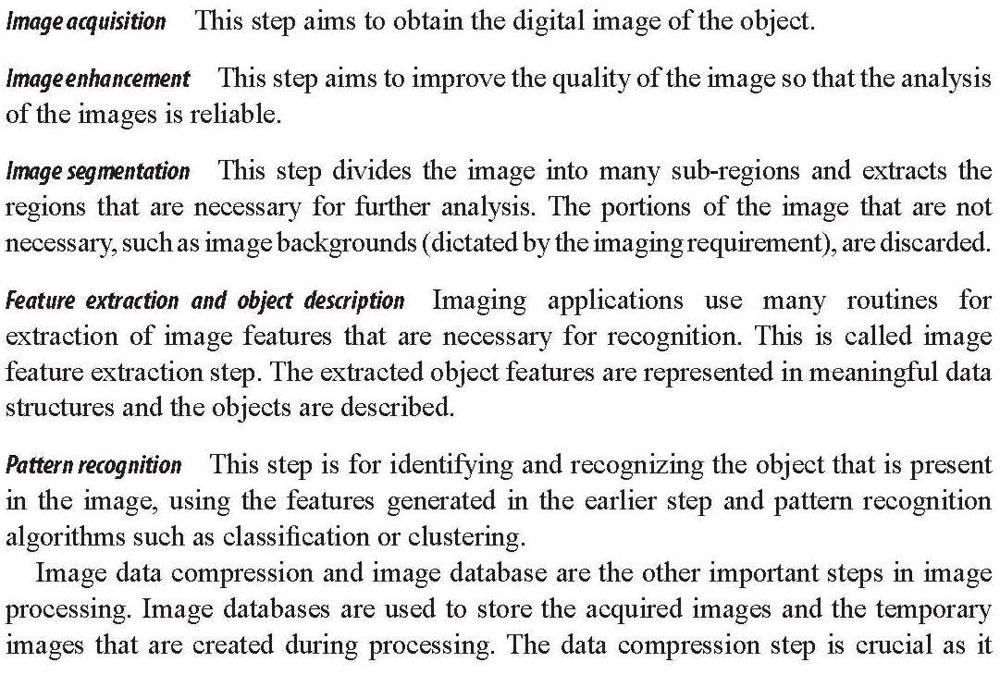 Image acquisition This step aims to obtain the digital image of the object.
Image enhancement This step aims to improve the quality of the image so that the analysis
of the images is reliable.
Image segmentation This step divides the image into many sub-regions and extracts the
regions that are necessary for further analysis. The portions of the image that are not
necessary, such as image backgrounds (dictated by the imaging requirement), are discarded.
Feature extraction and object description Imaging applications use many routines for
extraction of image features that are necessary for recognition. This is called image
feature extraction step. The extracted object features are represented in meaningful data
structures and the objects are described.
Pattern recognition This step is for identifying and recognizing the object that is present
in the image, using the features generated in the earlier step and pattern recognition
algorithms such as classification or clustering.
Image data compression and image database are the other important steps in image
processing. Image databases are used to store the acquired images and the temporary
images that are created during processing. The data compression step is crucial as it